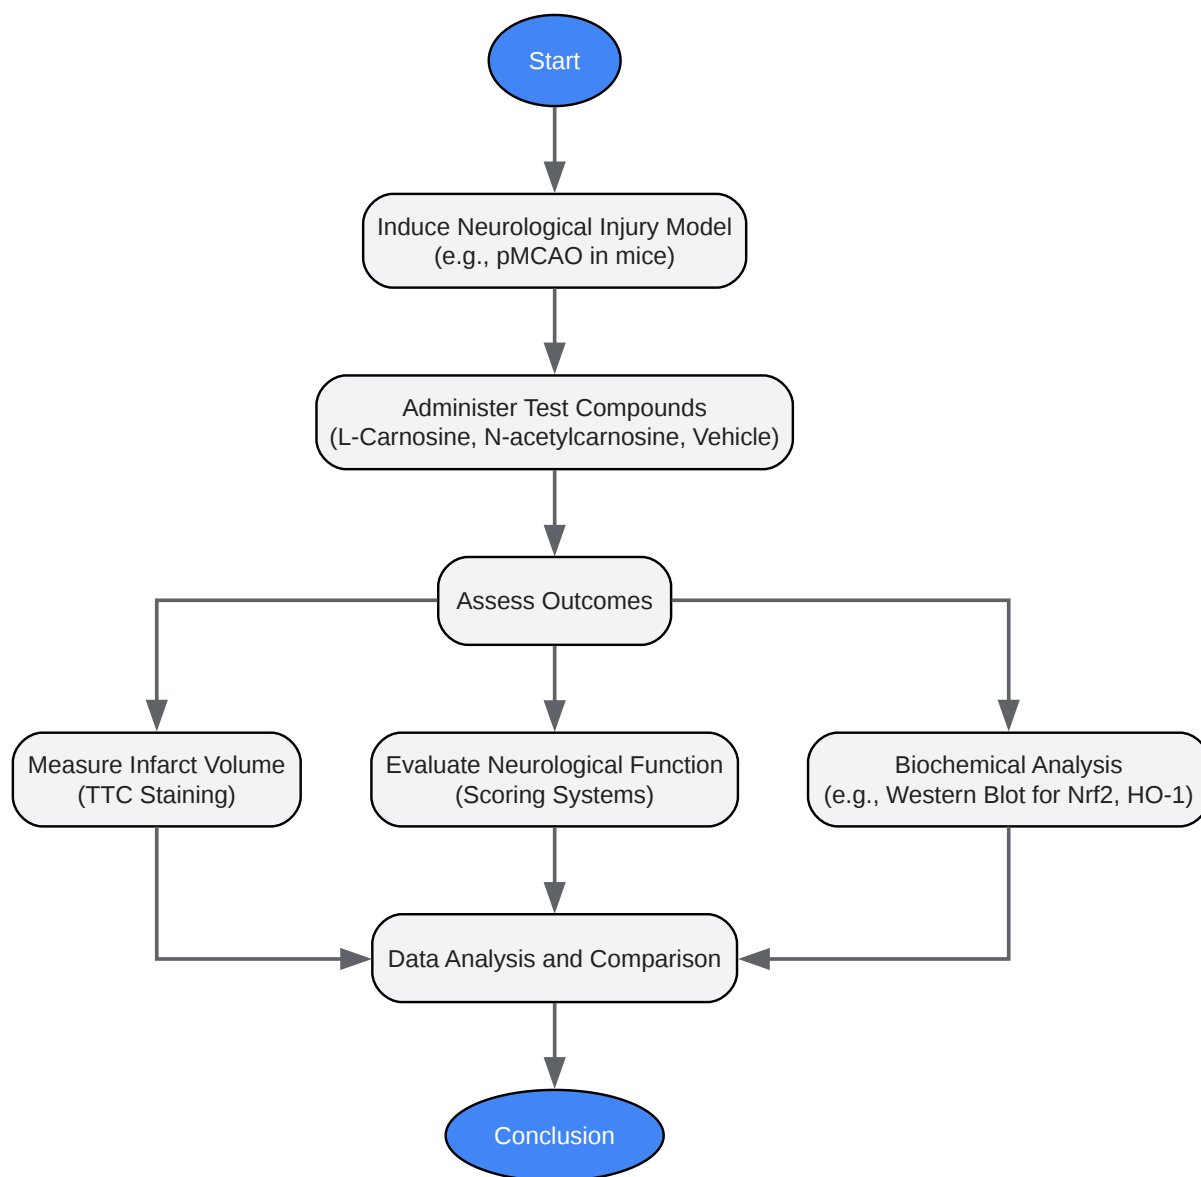 Start
Induce Neurological Injury Model
(e.g., pMCAO in mice)
Administer Test Compounds
(L-Carnosine, N-acetylcarnosine, Vehicle)
Assess Outcomes
Measure Infarct Volume
(TTC Staining)
Evaluate Neurological Function
(Scoring Systems)
Biochemical Analysis
(e.g., Western Blot for Nrf2, HO-1)
Data Analysis and Comparison
Conclusion